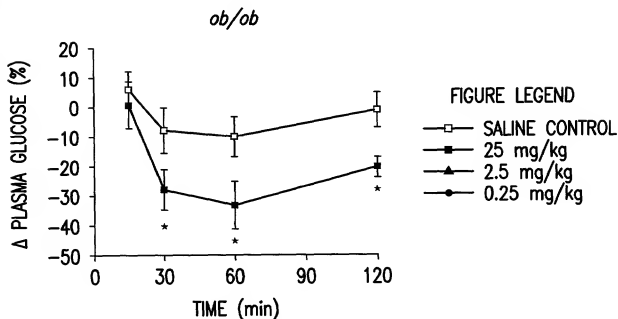 ob/ob
Δ PLASMA GLUCOSE (%)
20
10
0
-10
-20
-30
-40
-50
*
*
*
0
30
60
90
120
TIME (min)
FIGURE LEGEND
SALINE CONTROL
25 mg/kg
2.5 mg/kg
0.25 mg/kg